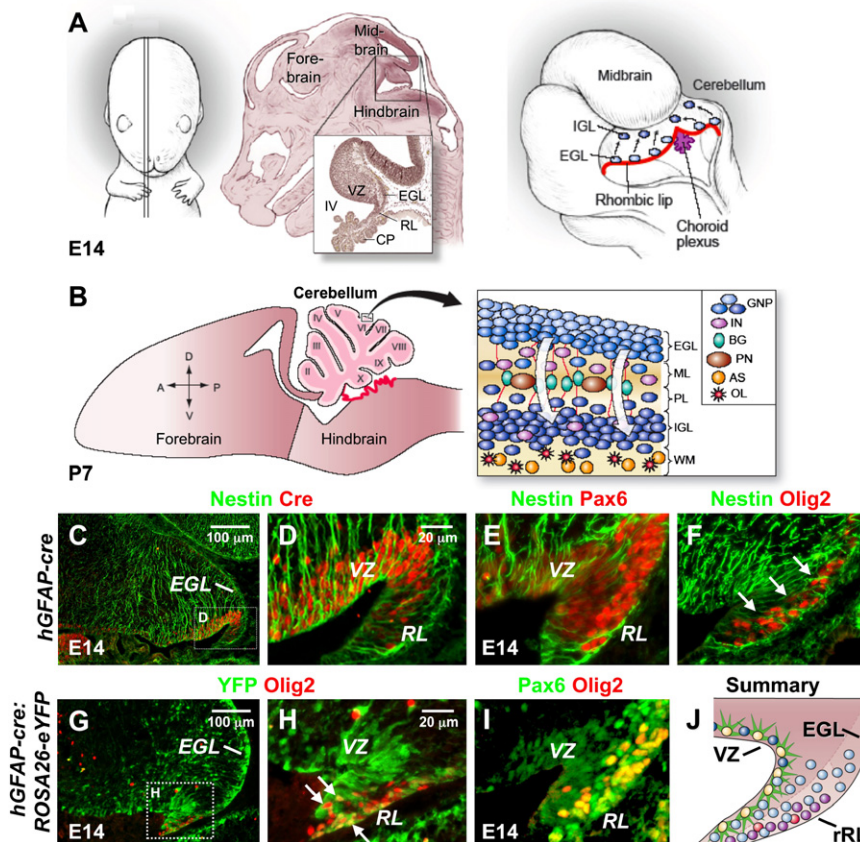 A
E14
Fore-
brain
Mid-
brain
Hindbrain
VZ
EGL
IV
RL
CP
Midbrain
Cerebellum
IGL
EGL
Rhombic lip
Choroid
plexus
B
Cerebellum
II
III
IV
V
VI
VII
VIII
IX
X
D
A
P
V
Forebrain
Hindbrain
P7
EGL
ML
PL
IGL
WM
GNP
IN
BG
PN
AS
OL
Nestin Cre
Nestin Pax6
Nestin Olig2
hGFAP-cre
C
100 µm
EGL
D
E14
D
20 µm
VZ
RL
E
VZ
RL
E14
F
YFP Olig2
Pax6 Olig2
Summary
hGFAP-cre:
ROSA26-eYFP
G
100 µm
EGL
H
E14
H
20 µm
VZ
RL
I
VZ
RL
E14
J
EGL
VZ